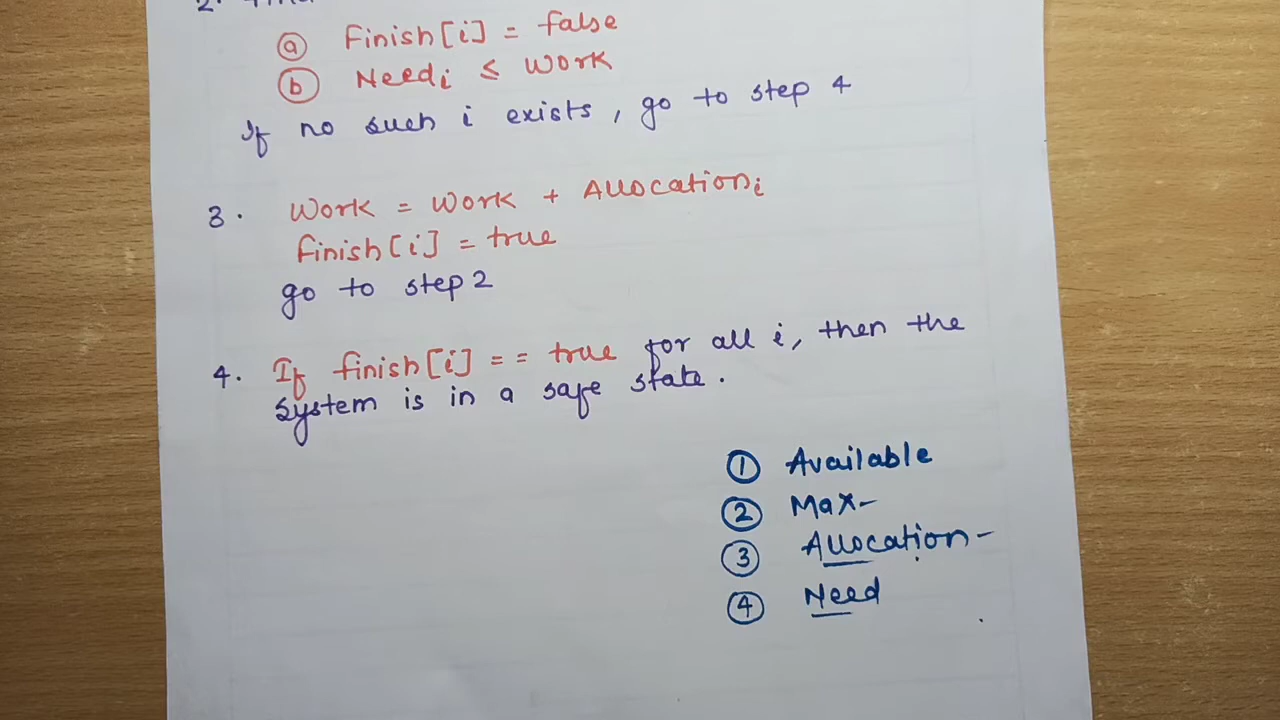 2.
ⓐ Finish[i] = false
ⓑ Needi ≤ Work
If no such i exists, go to step 4
3. Work = Work + Allocationi
finish[i] = true
go to step 2
4. If finish[i] == true for all i, then the
system is in a safe state.
① Available
② Max-
③ Allocation-
④ Need